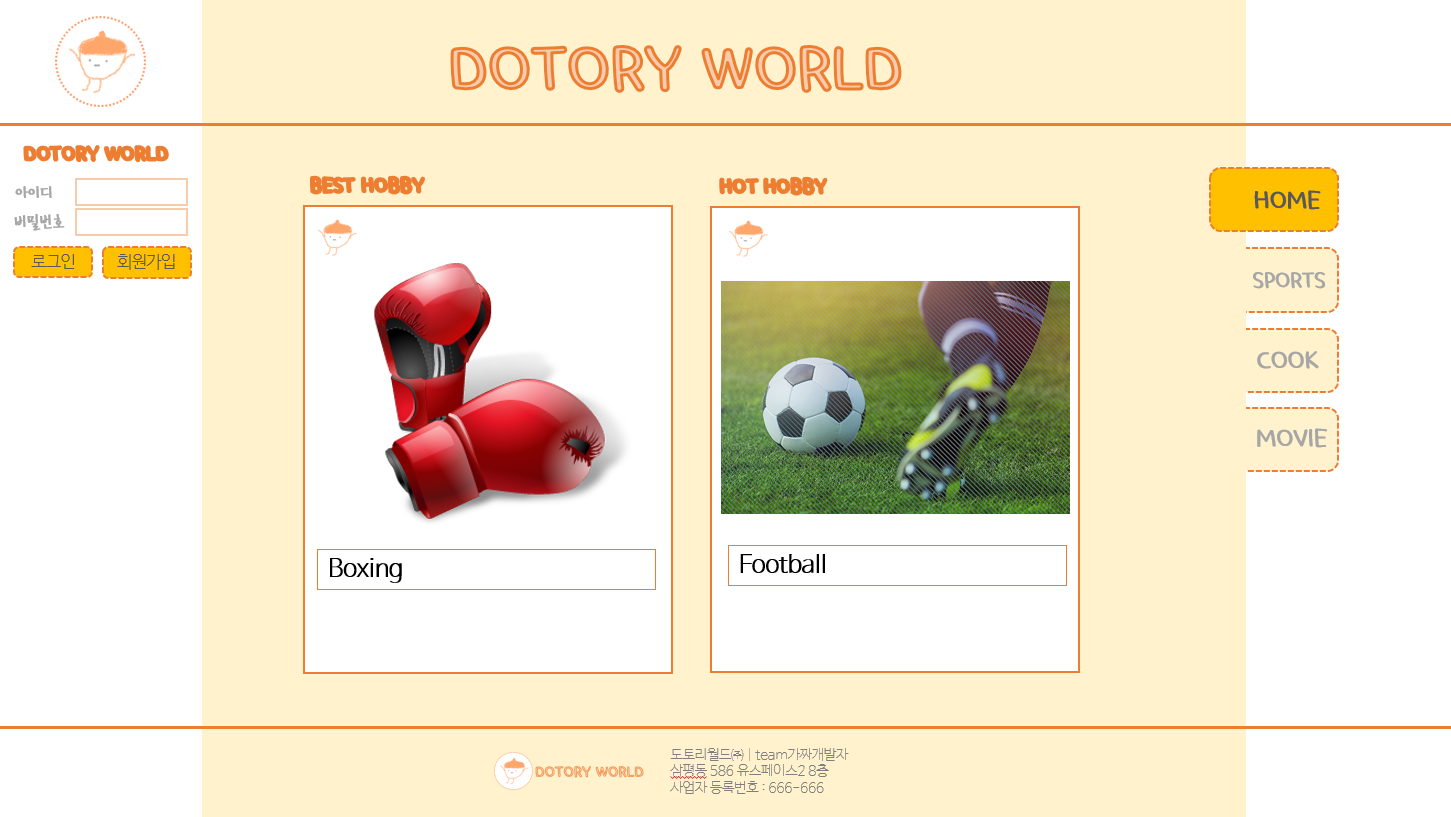 DOTORY WORLD
DOTORY WORLD
아이디
비밀번호
로그인 회원가입
BEST HOBBY
Boxing
HOT HOBBY
Football
HOME
SPORTS
COOK
MOVIE
DOTORY WORLD
도토리월드㈜ | team가짜개발자
삼평동 586 유스페이스2 8층
사업자 등록번호 : 666-666